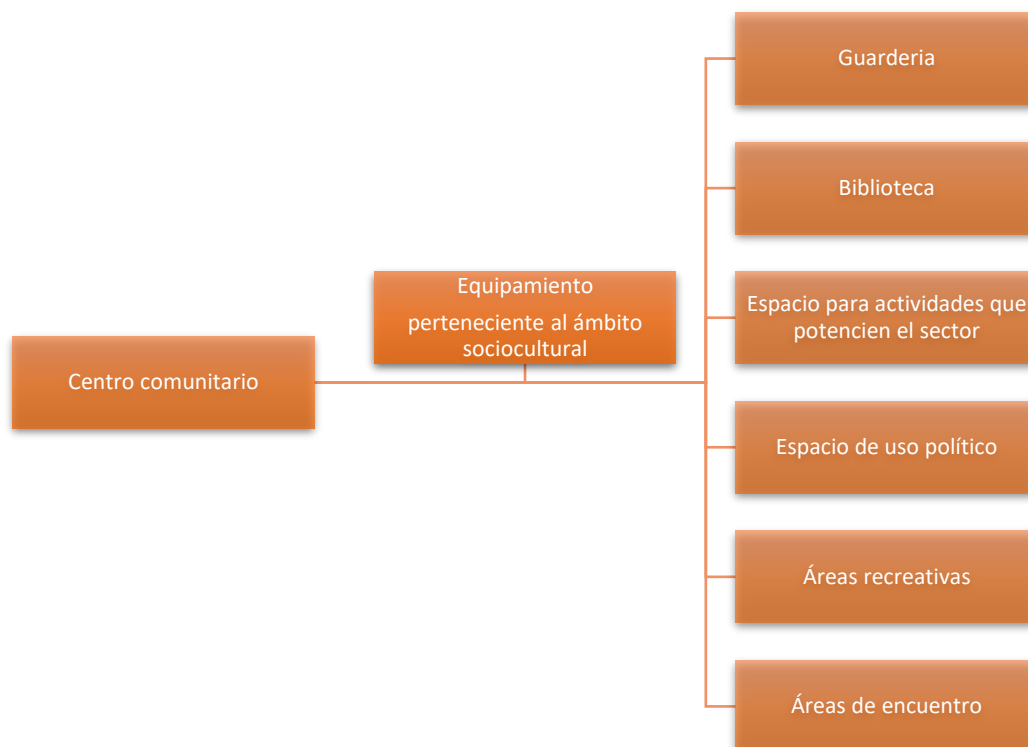 Centro comunitario
Equipamiento
perteneciente al ámbito
sociocultural
Guarderia
Biblioteca
Espacio para actividades que
potencien el sector
Espacio de uso político
Áreas recreativas
Áreas de encuentro